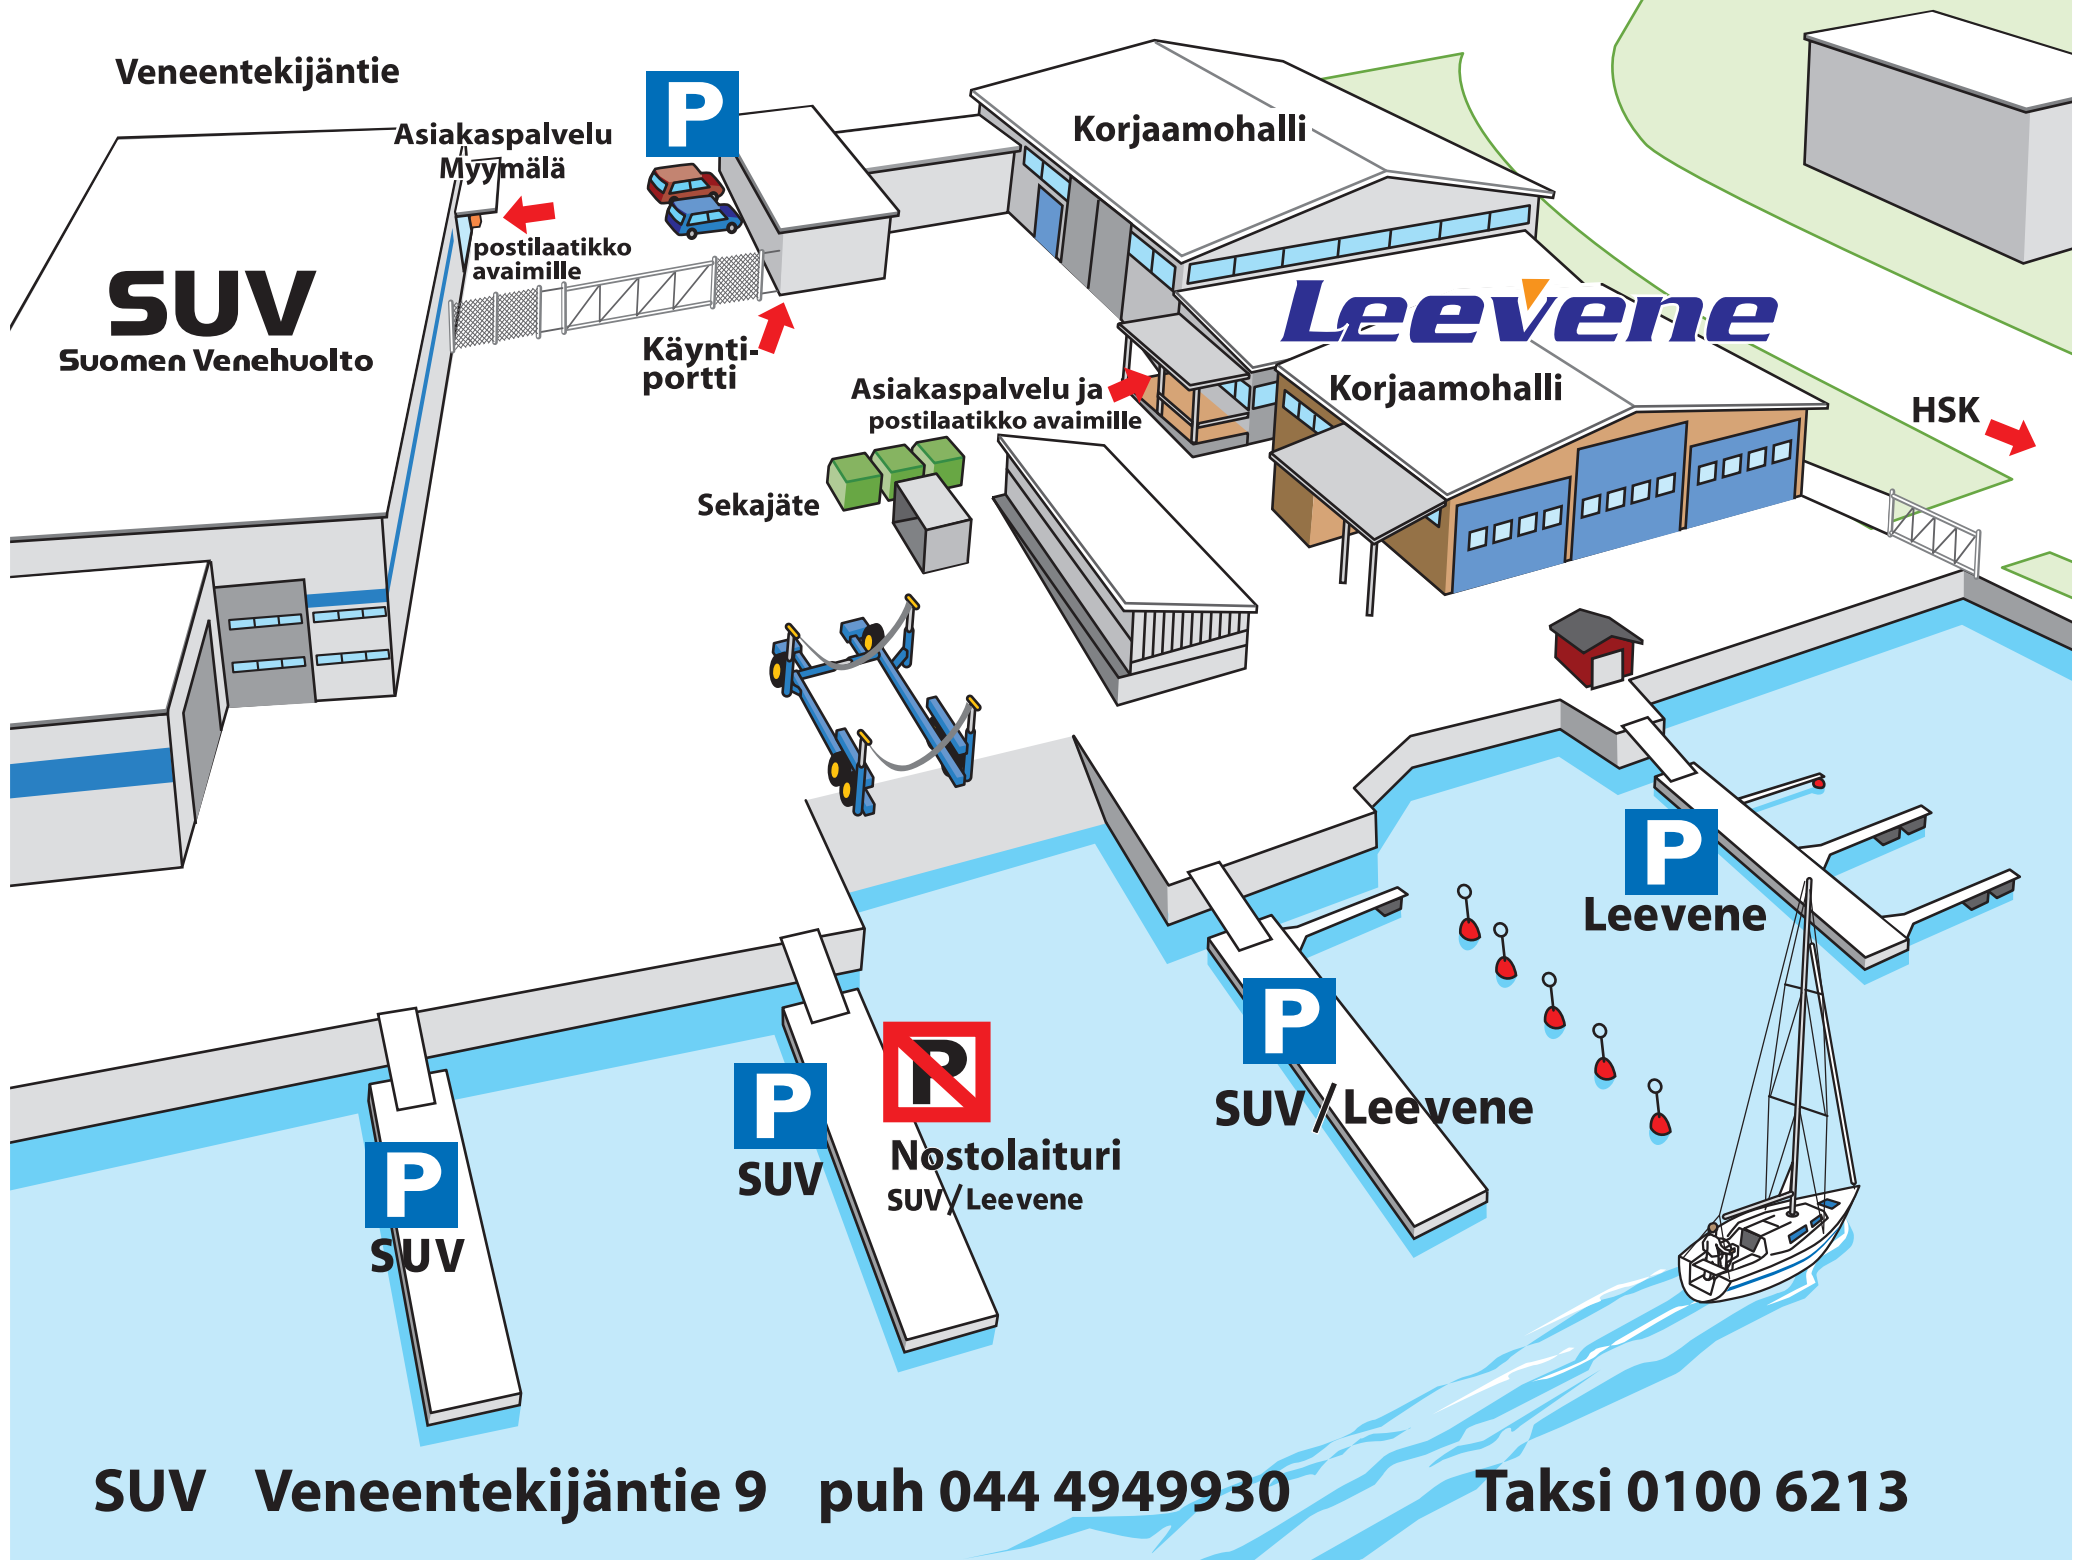 Veneentekijäntie
P
Asiakaspalvelu
Myymälä
postilaatikko
avaimille
SUV
Suomen Venehuolto
Käynti-
portti
Korjaamohalli
Leevene
Korjaamohalli
Asiakaspalvelu ja
postilaatikko avaimille
HSK
Sekajäte
P
Leevene
P
SUV/Leevene
P
Nostolaituri
SUV/Leevene
P
SUV
P
SUV
SUV Veneentekijäntie 9 puh 044 4949930 Taksi 0100 6213